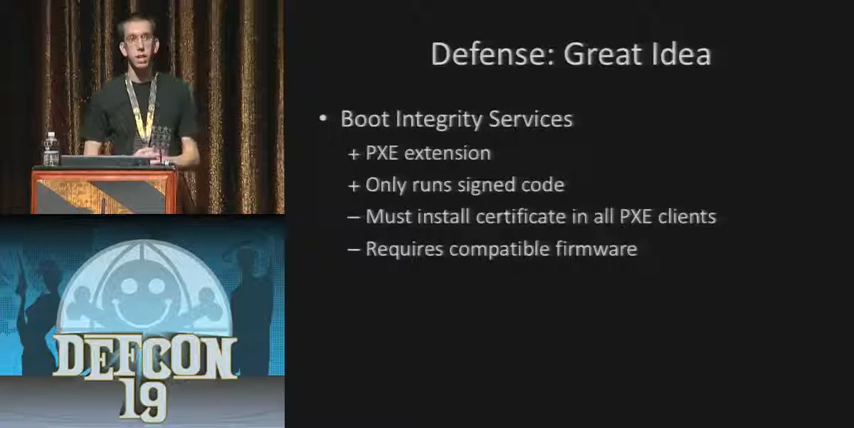 Defense: Great Idea
• Boot Integrity Services
+ PXE extension
+ Only runs signed code
– Must install certificate in all PXE clients
– Requires compatible firmware
DEFCON
19